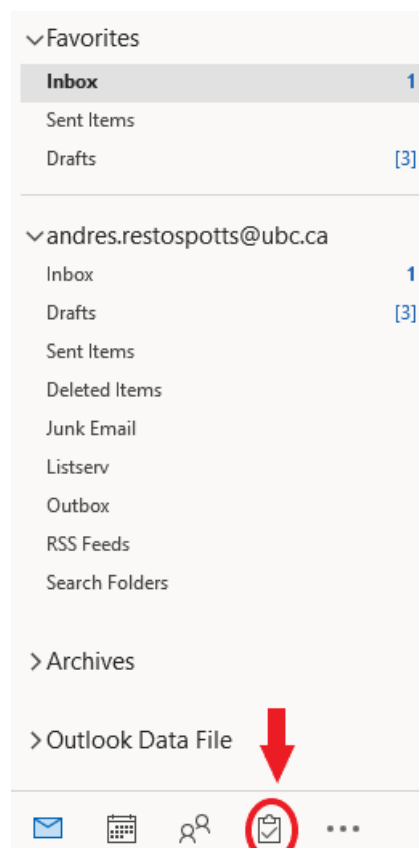 Favorites
Inbox 1
Sent Items
Drafts [3]
andres.restospotts@ubc.ca
Inbox 1
Drafts [3]
Sent Items
Deleted Items
Junk Email
Listserv
Outbox
RSS Feeds
Search Folders
Archives
Outlook Data File